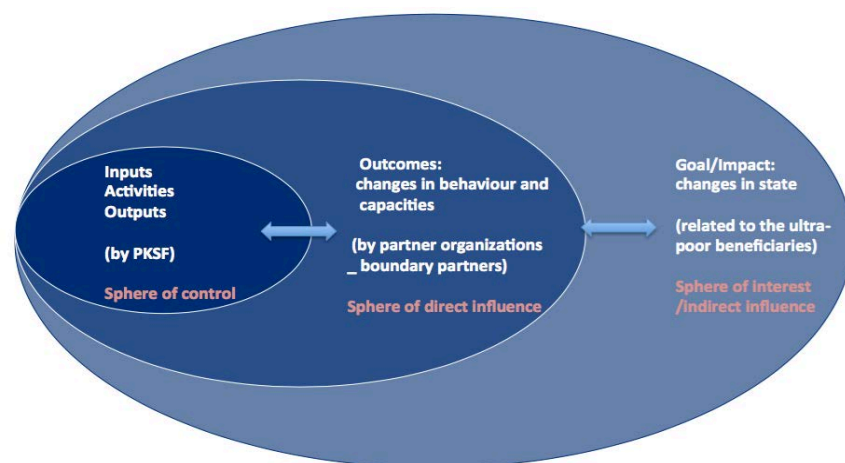 Inputs
Activities
Outputs
(by PKSF)
Sphere of control
Outcomes:
changes in behaviour and
capacities
(by partner organizations
_ boundary partners)
Sphere of direct influence
Goal/Impact:
changes in state
(related to the ultra-
poor beneficiaries)
Sphere of interest
/Indirect influence